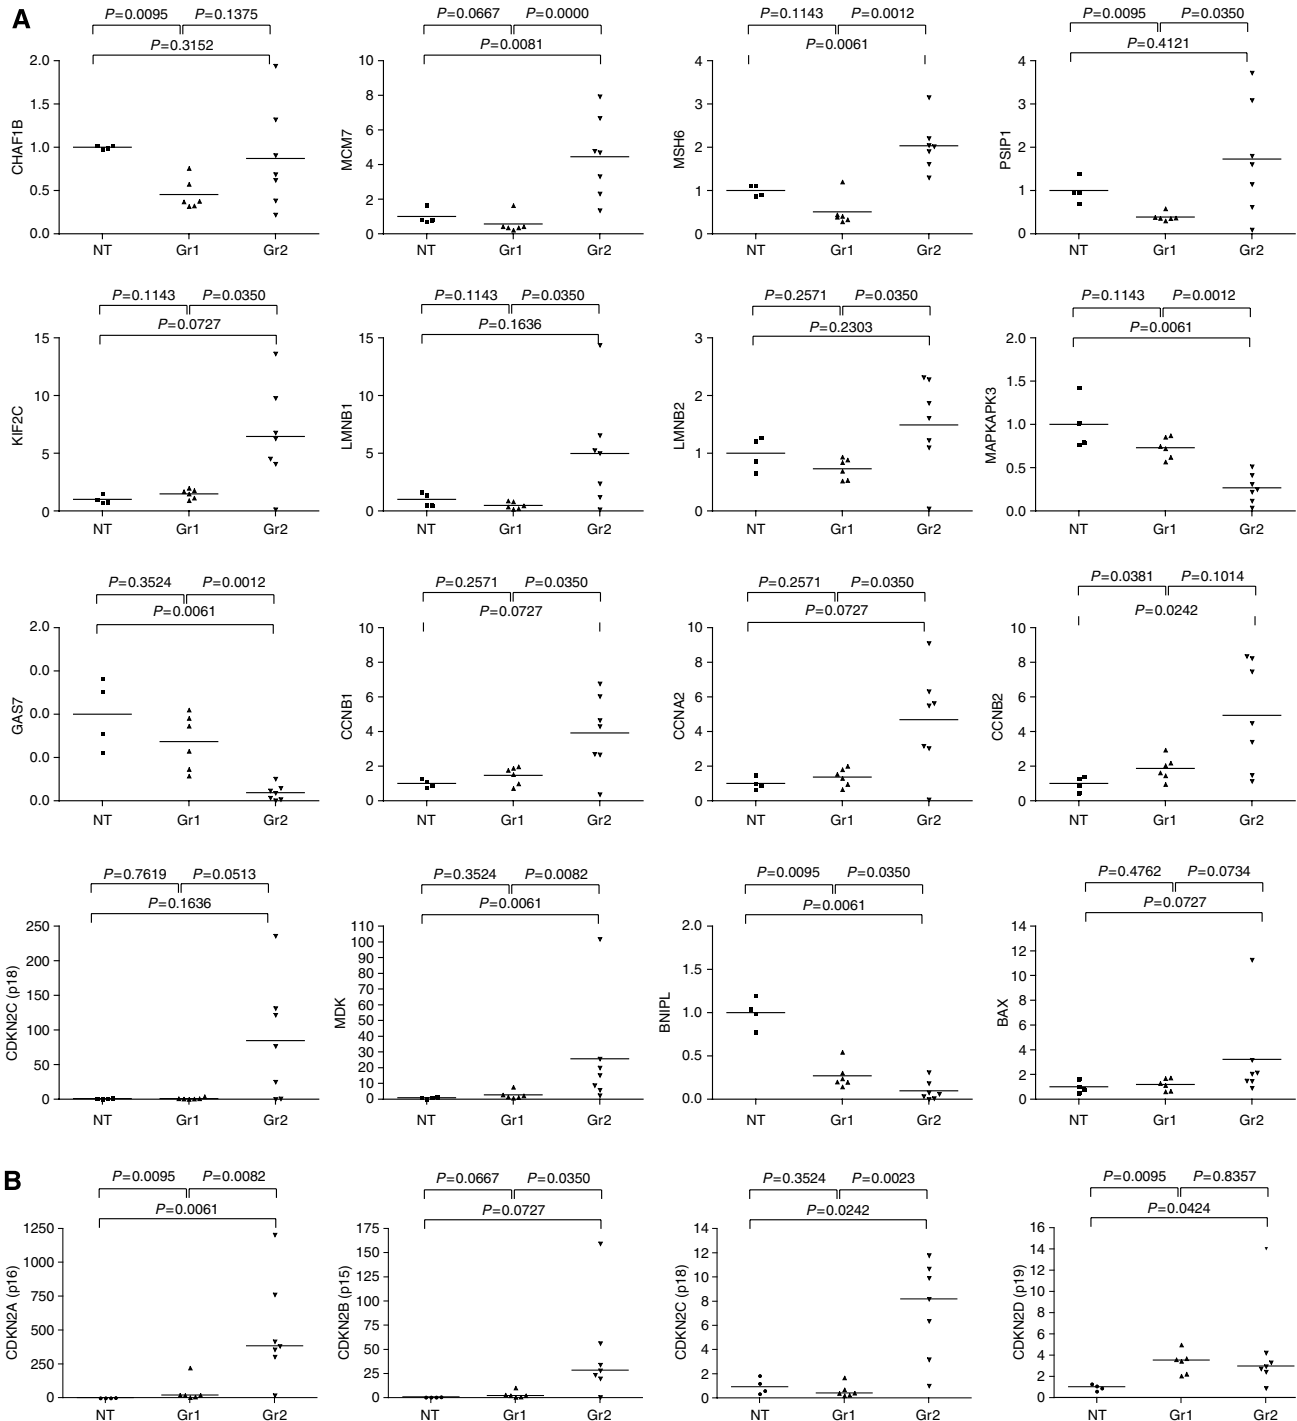 A
P=0.0095 P=0.1375
P=0.3152
CHAF1B
2.0
1.5
1.0
0.5
0.0
NT Gr1 Gr2
P=0.0667 P=0.0000
P=0.0081
MCM7
10
8
6
4
2
0
NT Gr1 Gr2
P=0.1143 P=0.0012
P=0.0061
MSH6
4
3
2
1
0
NT Gr1 Gr2
P=0.0095 P=0.0350
P=0.4121
PSIP1
4
3
2
1
0
NT Gr1 Gr2
P=0.1143 P=0.0350
P=0.0727
KIF2C
15
10
5
0
NT Gr1 Gr2
P=0.1143 P=0.0350
P=0.1636
LMNB1
15
10
5
0
NT Gr1 Gr2
P=0.2571 P=0.0350
P=0.2303
LMNB2
3
2
1
0
NT Gr1 Gr2
P=0.1143 P=0.0012
P=0.0061
MAPKAPK3
2.0
1.5
1.0
0.5
0.0
NT Gr1 Gr2
P=0.3524 P=0.0012
P=0.0061
GAS7
2.0
0.0
0.0
0.0
0.0
NT Gr1 Gr2
P=0.2571 P=0.0350
P=0.0727
CCNB1
10
8
6
4
2
0
NT Gr1 Gr2
P=0.2571 P=0.0350
P=0.0727
CCNA2
10
8
6
4
2
0
NT Gr1 Gr2
P=0.0381 P=0.1014
P=0.0242
CCNB2
10
8
6
4
2
0
NT Gr1 Gr2
P=0.7619 P=0.0513
P=0.1636
CDKN2C (p18)
250
200
150
100
50
0
NT Gr1 Gr2
P=0.3524 P=0.0082
P=0.0061
MDK
110
100
90
80
70
60
50
40
30
20
10
0
NT Gr1 Gr2
P=0.0095 P=0.0350
P=0.0061
BNIPL
2.0
1.5
1.0
0.5
0.0
NT Gr1 Gr2
P=0.4762 P=0.0734
P=0.0727
BAX
14
12
10
8
6
4
2
0
NT Gr1 Gr2
B
P=0.0095 P=0.0082
P=0.0061
CDKN2A (p16)
1250
1000
750
500
250
0
NT Gr1 Gr2
P=0.0667 P=0.0350
P=0.0727
CDKN2B (p15)
175
150
125
100
75
50
25
0
NT Gr1 Gr2
P=0.3524 P=0.0023
P=0.0242
CDKN2C (p18)
14
12
10
8
6
4
2
0
NT Gr1 Gr2
P=0.0095 P=0.8357
P=0.0424
CDKN2D (p19)
16
14
12
10
8
6
4
2
0
NT Gr1 Gr2